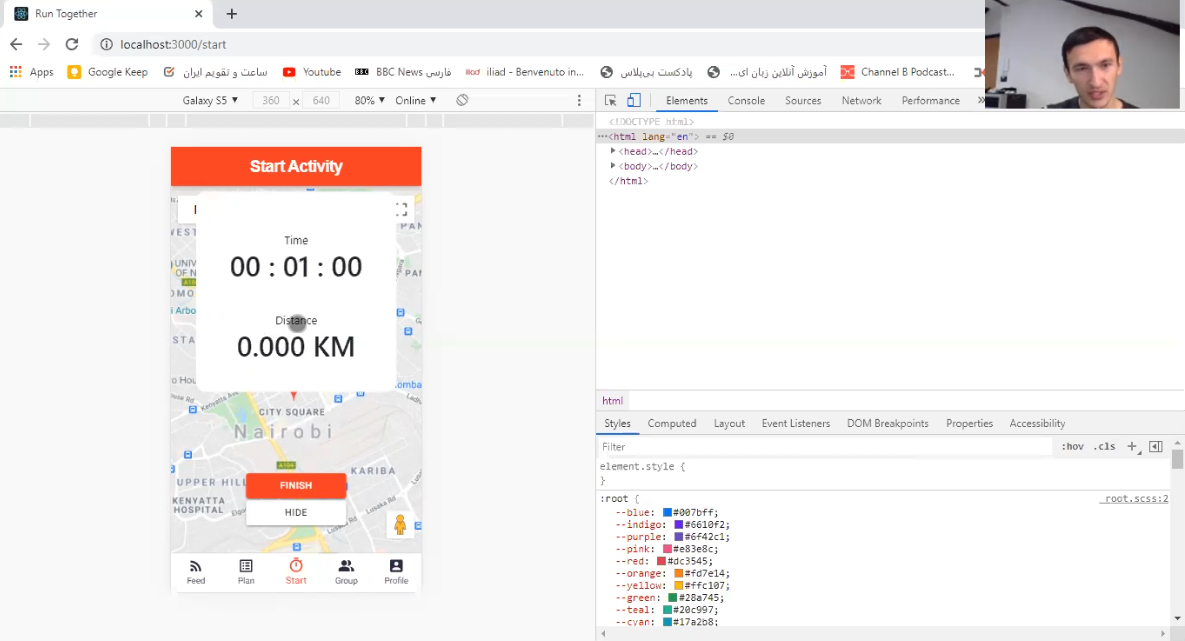 Run Together
localhost:3000/start
Apps Google Keep ساعت و تقویم ایران Youtube BBC News فارسی iliad - Benvenuto in... پادکست بی‌پلاس آموزش آنلاین زبان ای... Channel B Podcast...
Galaxy S5 360 x 640 80% Online
Elements Console Sources Network Performance »
<!DOCTYPE html>
···<html lang="en"> == $0
<head>…</head>
<body>…</body>
</html>
Start Activity
Time
00 : 01 : 00
Distance
0.000 KM
CITY SQUARE
Nairobi
A104
KARIBA
UPPER HILL
KENYATTA
HOSPITAL
FINISH
HIDE
Feed Plan Start Group Profile
html
Styles Computed Layout Event Listeners DOM Breakpoints Properties Accessibility
Filter :hov .cls +
element.style {
}
:root { _root.scss:2
--blue: #007bff;
--indigo: #6610f2;
--purple: #6f42c1;
--pink: #e83e8c;
--red: #dc3545;
--orange: #fd7e14;
--yellow: #ffc107;
--green: #28a745;
--teal: #20c997;
--cyan: #17a2b8;